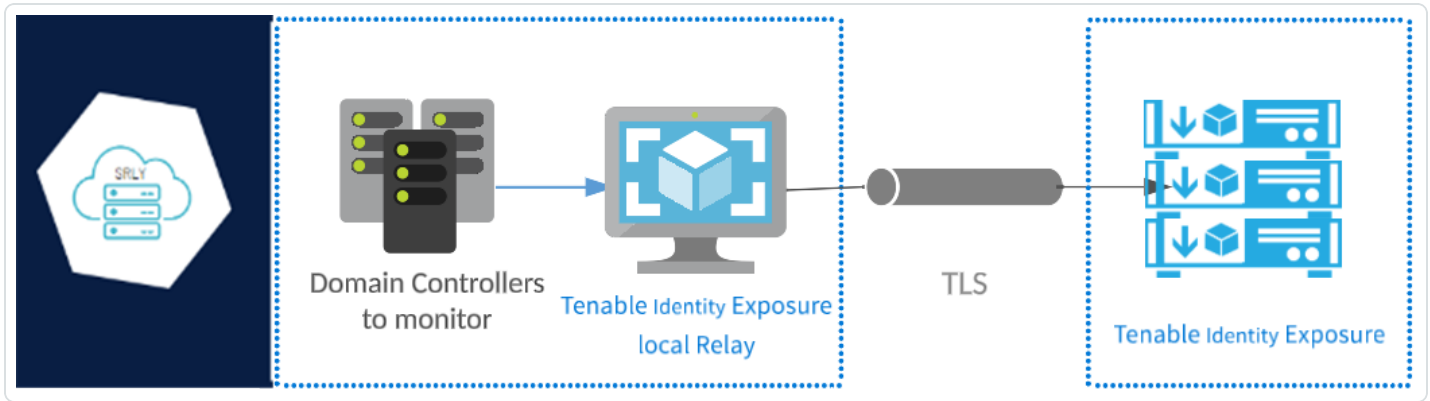 SRLY
Domain Controllers
to monitor
Tenable Identity Exposure
local Relay
TLS
Tenable Identity Exposure